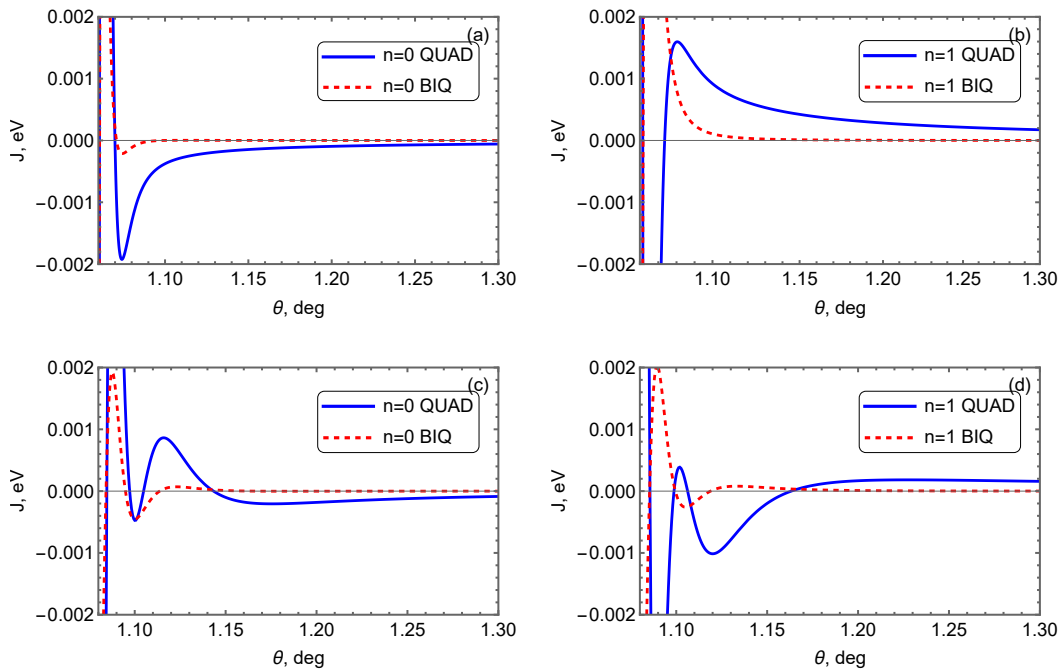 (a)
n=0 QUAD
n=0 BIQ
0.002
0.001
0.000
−0.001
−0.002
J, eV
1.10 1.15 1.20 1.25 1.30
θ, deg
(b)
n=1 QUAD
n=1 BIQ
0.002
0.001
0.000
−0.001
−0.002
J, eV
1.10 1.15 1.20 1.25 1.30
θ, deg
(c)
n=0 QUAD
n=0 BIQ
0.002
0.001
0.000
−0.001
−0.002
J, eV
1.10 1.15 1.20 1.25 1.30
θ, deg
(d)
n=1 QUAD
n=1 BIQ
0.002
0.001
0.000
−0.001
−0.002
J, eV
1.10 1.15 1.20 1.25 1.30
θ, deg